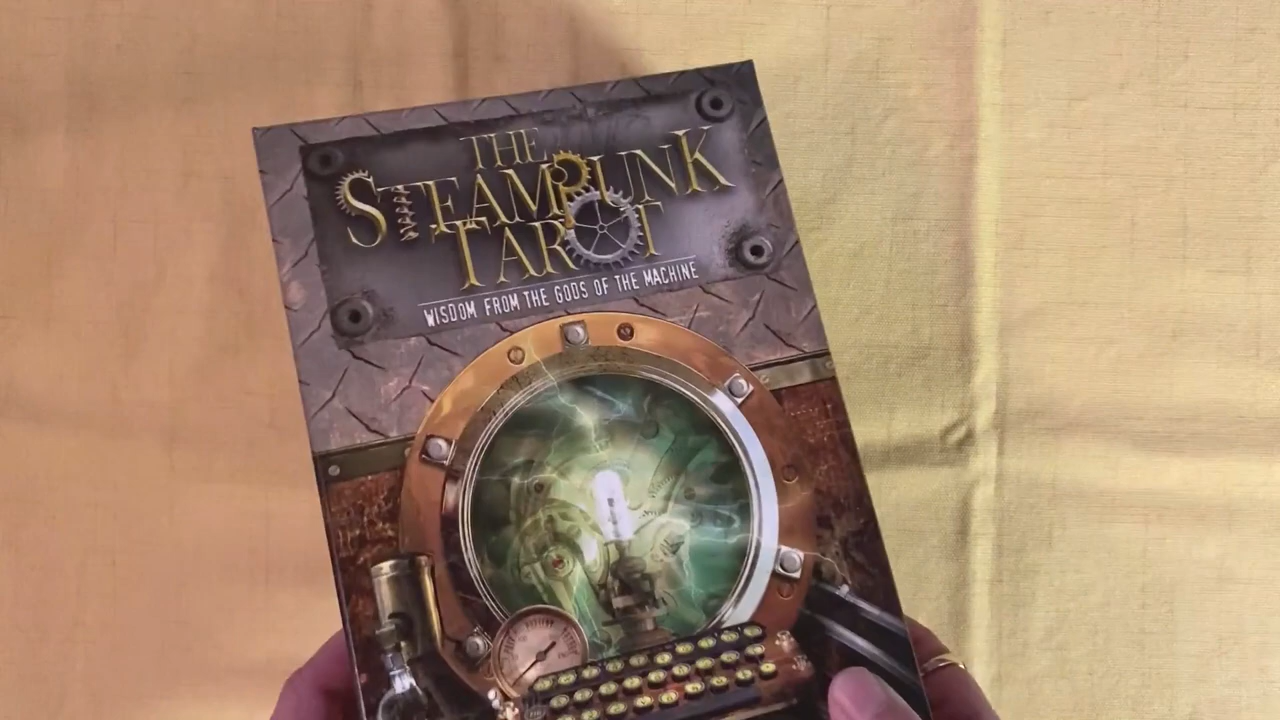 THE
STEAMPUNK
TAROT
WISDOM FROM THE GODS OF THE MACHINE